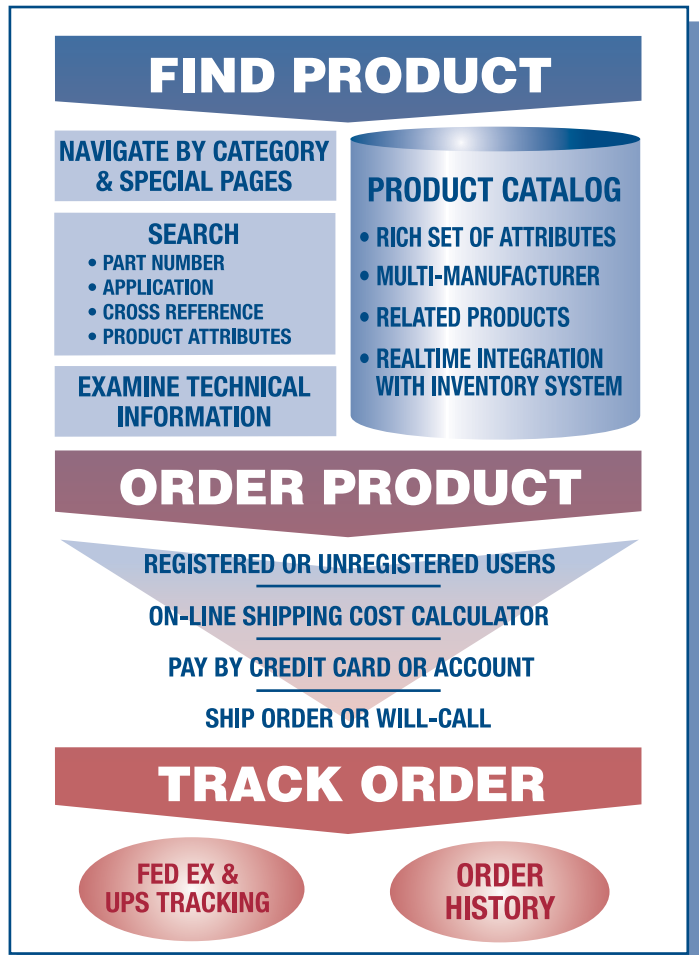 FIND PRODUCT
NAVIGATE BY CATEGORY
& SPECIAL PAGES
SEARCH
• PART NUMBER
• APPLICATION
• CROSS REFERENCE
• PRODUCT ATTRIBUTES
EXAMINE TECHNICAL
INFORMATION
PRODUCT CATALOG
• RICH SET OF ATTRIBUTES
• MULTI-MANUFACTURER
• RELATED PRODUCTS
• REALTIME INTEGRATION
WITH INVENTORY SYSTEM
ORDER PRODUCT
REGISTERED OR UNREGISTERED USERS
ON-LINE SHIPPING COST CALCULATOR
PAY BY CREDIT CARD OR ACCOUNT
SHIP ORDER OR WILL-CALL
TRACK ORDER
FED EX &
UPS TRACKING
ORDER
HISTORY